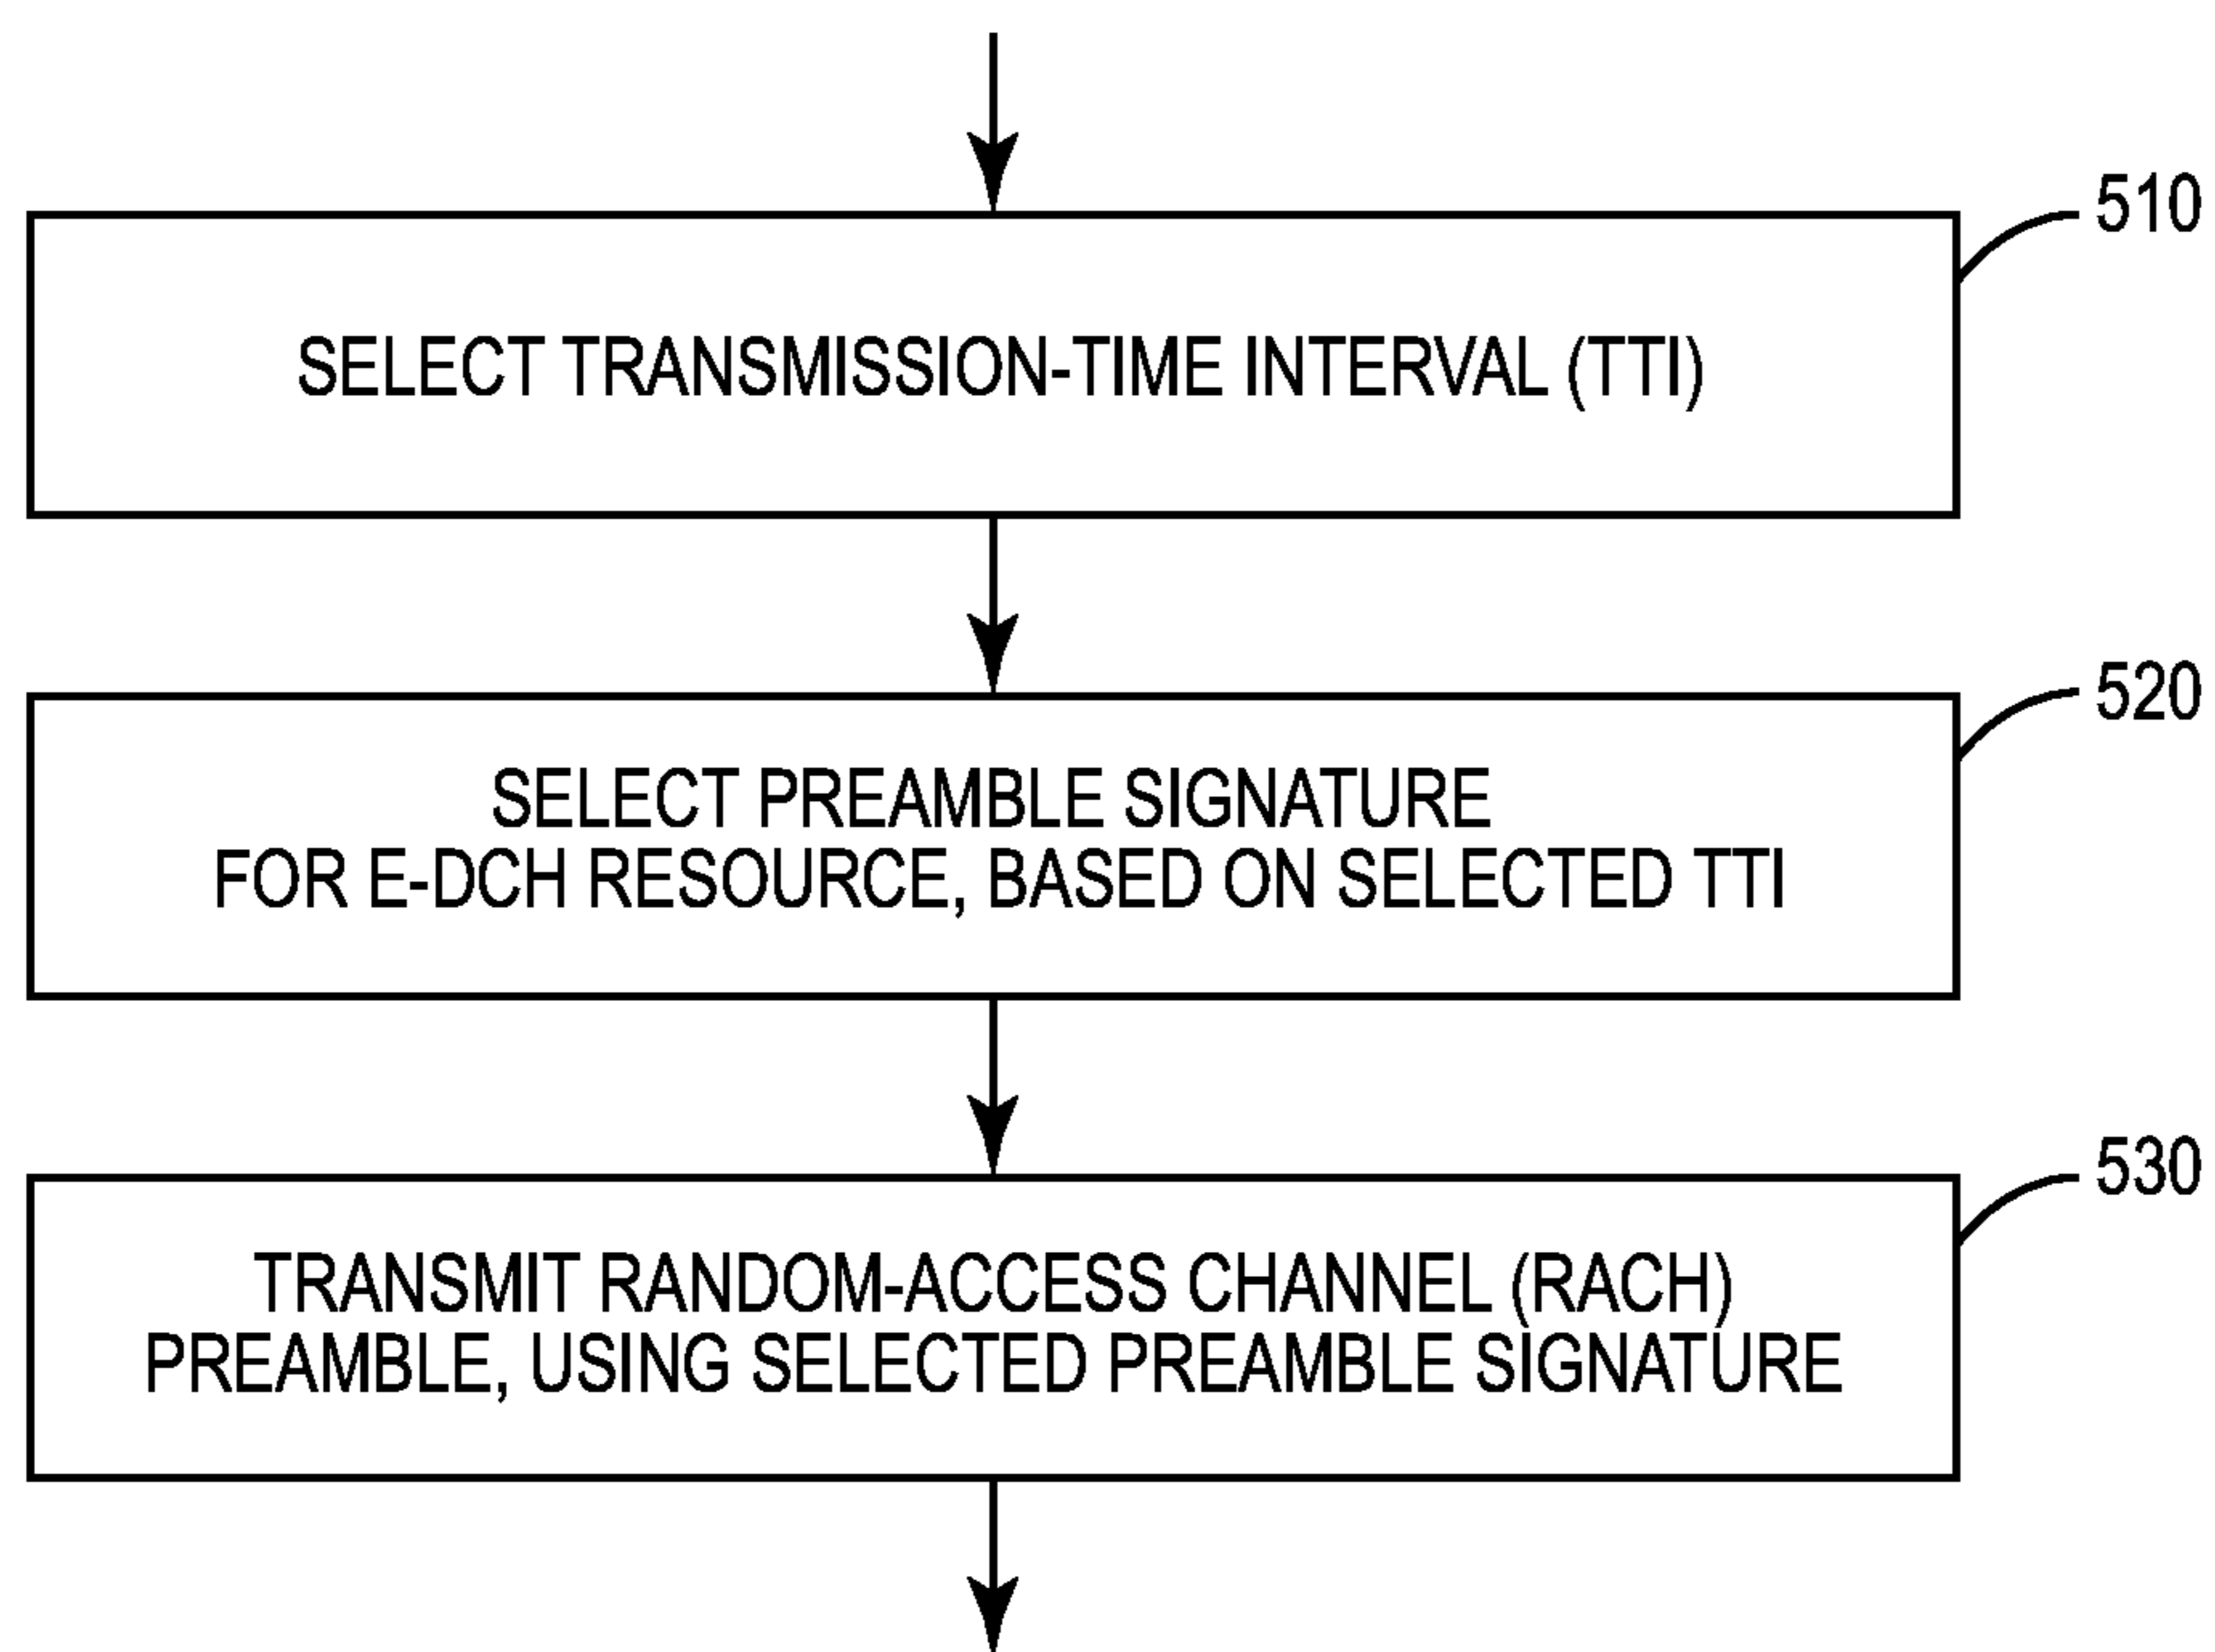 510
SELECT TRANSMISSION-TIME INTERVAL (TTI)
520
SELECT PREAMBLE SIGNATURE
FOR E-DCH RESOURCE, BASED ON SELECTED TTI
530
TRANSMIT RANDOM-ACCESS CHANNEL (RACH)
PREAMBLE, USING SELECTED PREAMBLE SIGNATURE